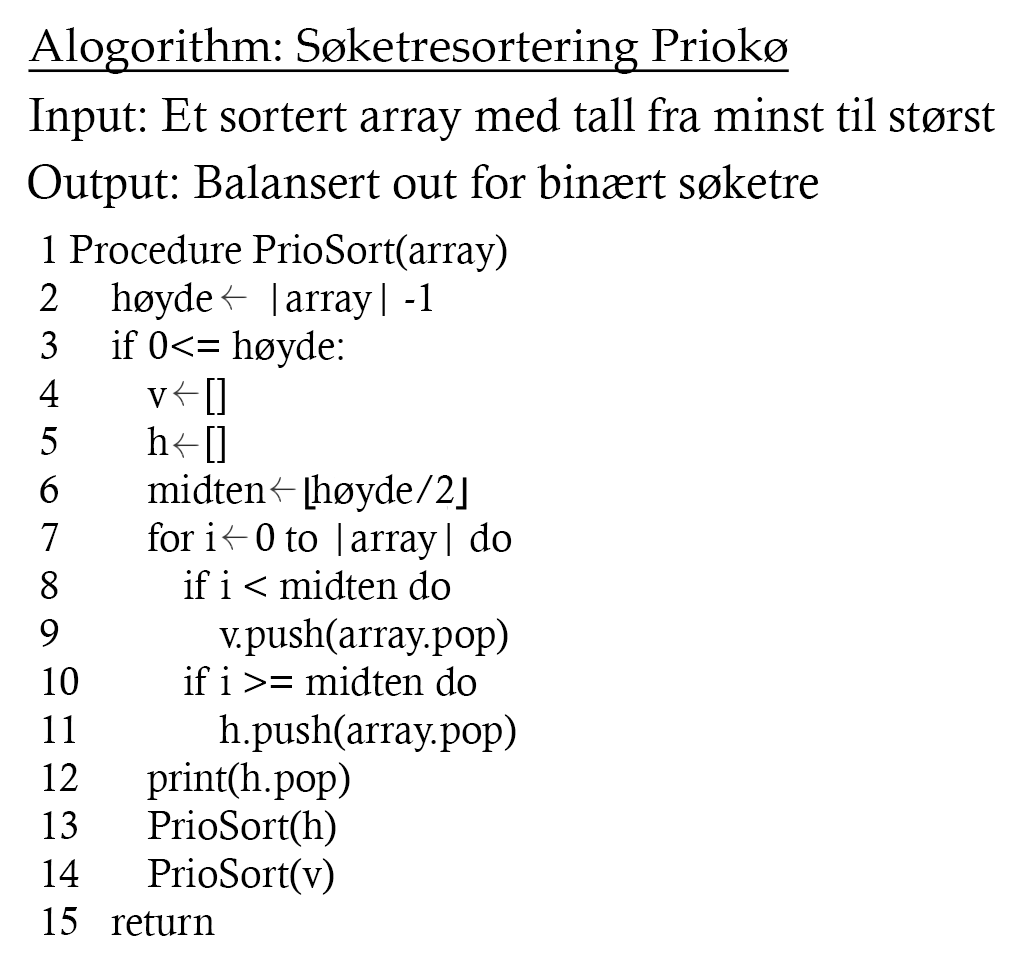 Alogorithm: Søketresortering Priokø
Input: Et sortert array med tall fra minst til størst
Output: Balansert out for binært søketre
1 Procedure PrioSort(array)
2 høyde← |array| -1
3 if 0<= høyde:
4 v←[]
5 h←[]
6 midten←⌊høyde/2⌋
7 for i←0 to |array| do
8 if i < midten do
9 v.push(array.pop)
10 if i >= midten do
11 h.push(array.pop)
12 print(h.pop)
13 PrioSort(h)
14 PrioSort(v)
15 return